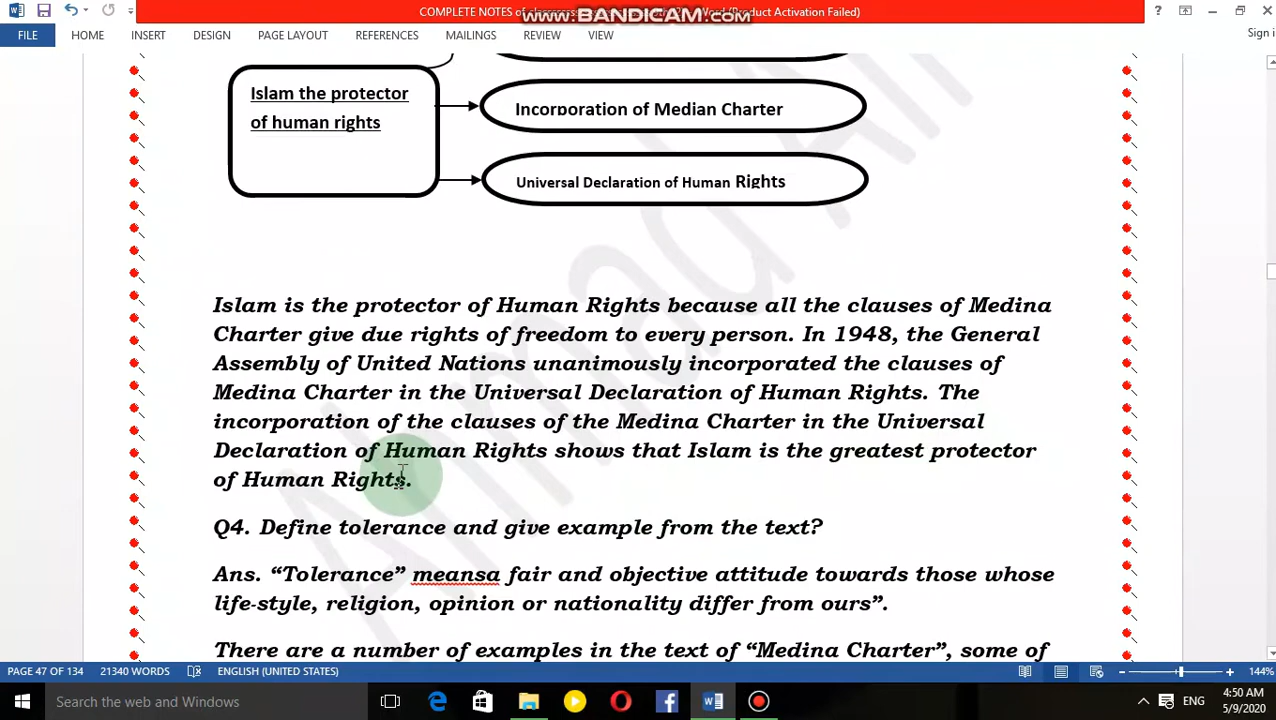 COMPLETE NOTES of
www.BANDICAM.com
Word (Product Activation Failed)
FILE HOME INSERT DESIGN PAGE LAYOUT REFERENCES MAILINGS REVIEW VIEW
Sign i
Islam the protector
of human rights
Incorporation of Median Charter
Universal Declaration of Human Rights
Islam is the protector of Human Rights because all the clauses of Medina
Charter give due rights of freedom to every person. In 1948, the General
Assembly of United Nations unanimously incorporated the clauses of
Medina Charter in the Universal Declaration of Human Rights. The
incorporation of the clauses of the Medina Charter in the Universal
Declaration of Human Rights shows that Islam is the greatest protector
of Human Rights.
Q4. Define tolerance and give example from the text?
Ans. “Tolerance” meansa fair and objective attitude towards those whose
life-style, religion, opinion or nationality differ from ours”.
There are a number of examples in the text of “Medina Charter”, some of
PAGE 47 OF 134 21340 WORDS ENGLISH (UNITED STATES) 144%
Search the web and Windows
ENG
4:50 AM
5/9/2020